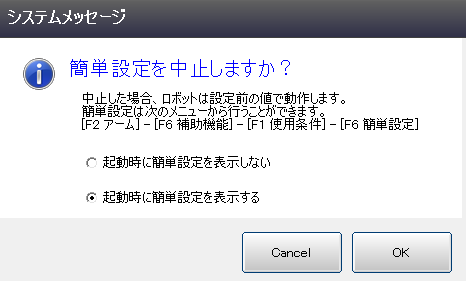 システムメッセージ
簡単設定を中止しますか？
中止した場合、ロボットは設定前の値で動作します。
簡単設定は次のメニューから行うことができます。
[F2 アーム] - [F6 補助機能] - [F1 使用条件] - [F6 簡単設定]
起動時に簡単設定を表示しない
起動時に簡単設定を表示する
Cancel
OK